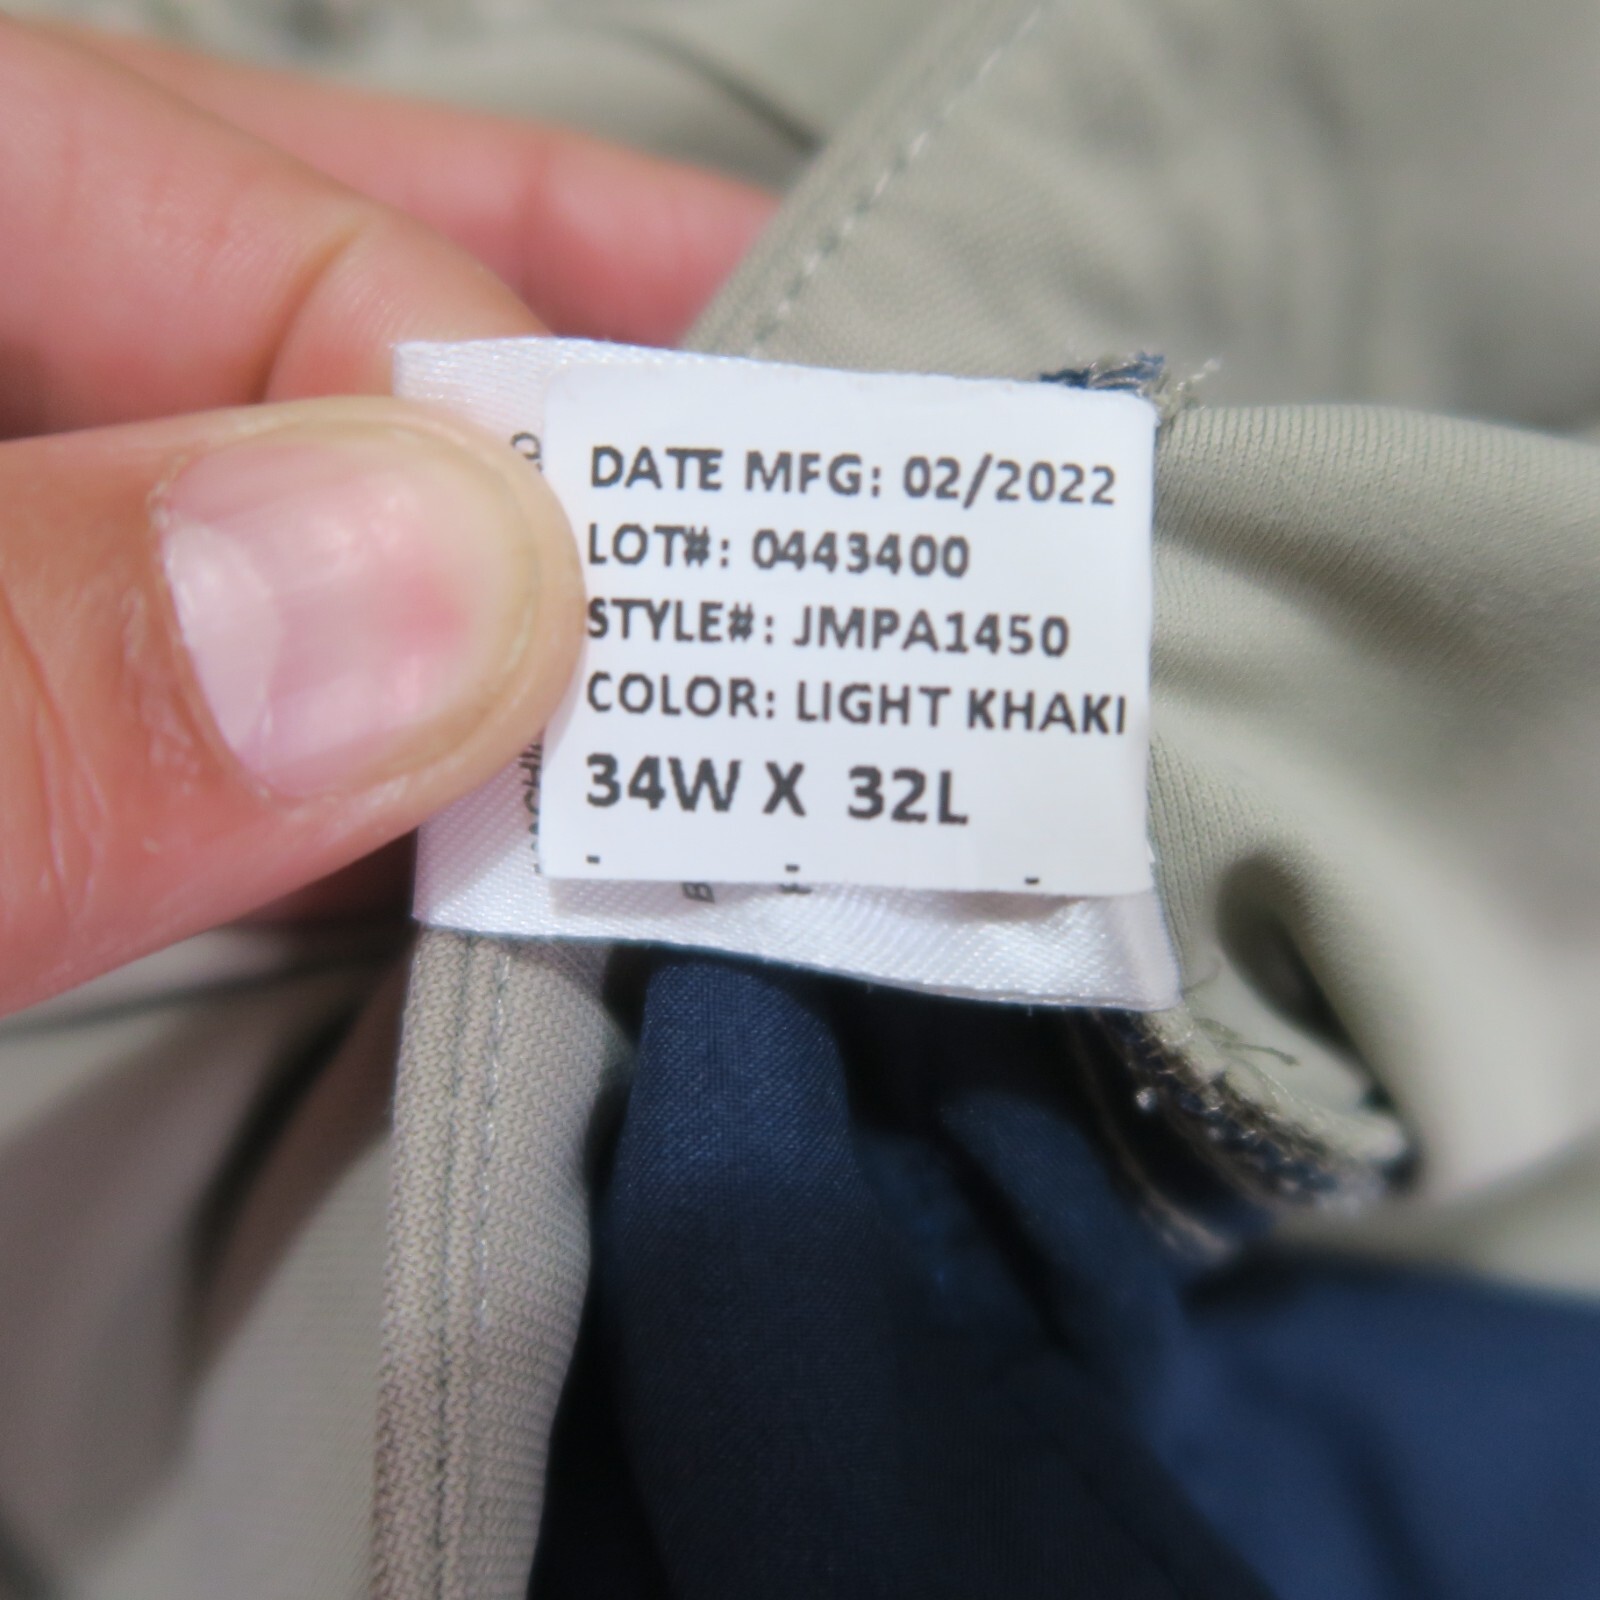 DATE MFG: 02/2022
LOT#: 0443400
STYLE#: JMPA1450
COLOR: LIGHT KHAKI
34W X 32L